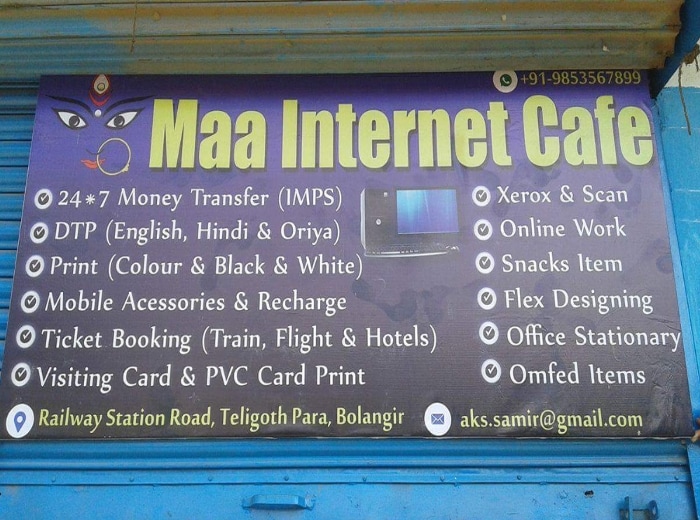 +91-9853567899
Maa Internet Cafe
24*7 Money Transfer (IMPS)
DTP (English, Hindi & Oriya)
Print (Colour & Black & White)
Mobile Acessories & Recharge
Ticket Booking (Train, Flight & Hotels)
Visiting Card & PVC Card Print
Xerox & Scan
Online Work
Snacks Item
Flex Designing
Office Stationary
Omfed Items
Railway Station Road, Teligoth Para, Bolangir
aks.samir@gmail.com